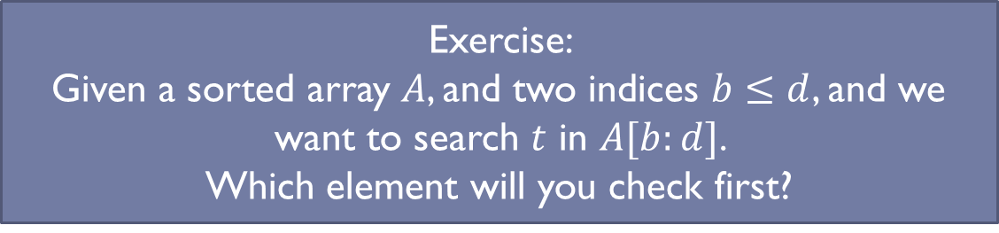 Exercise:
Given a sorted array A, and two indices b ≤ d, and we
want to search t in A[b: d].
Which element will you check first?